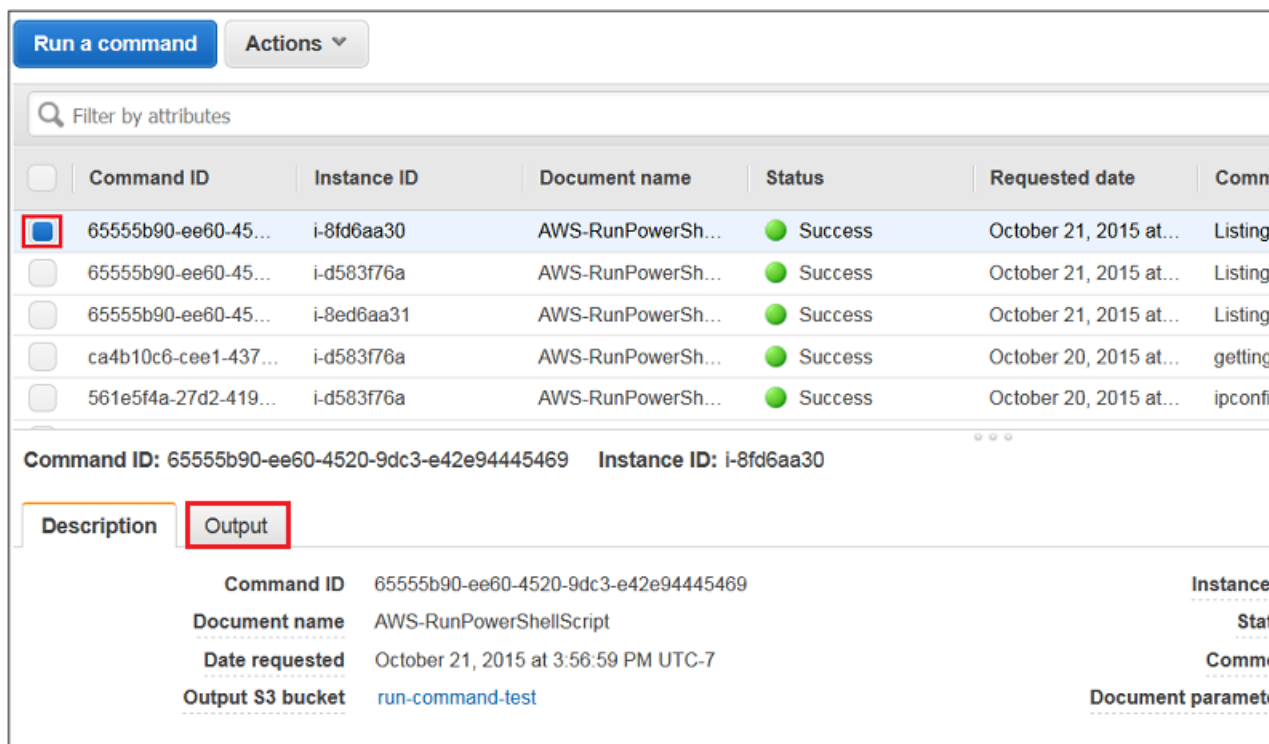 Run a command Actions
Filter by attributes
Command ID Instance ID Document name Status Requested date Comm
65555b90-ee60-45... i-8fd6aa30 AWS-RunPowerSh... Success October 21, 2015 at... Listing
65555b90-ee60-45... i-d583f76a AWS-RunPowerSh... Success October 21, 2015 at... Listing
65555b90-ee60-45... i-8ed6aa31 AWS-RunPowerSh... Success October 21, 2015 at... Listing
ca4b10c6-cee1-437... i-d583f76a AWS-RunPowerSh... Success October 20, 2015 at... getting
561e5f4a-27d2-419... i-d583f76a AWS-RunPowerSh... Success October 20, 2015 at... ipconfi
Command ID: 65555b90-ee60-4520-9dc3-e42e94445469 Instance ID: i-8fd6aa30
Description Output
Command ID 65555b90-ee60-4520-9dc3-e42e94445469 Instance
Document name AWS-RunPowerShellScript Stat
Date requested October 21, 2015 at 3:56:59 PM UTC-7 Comme
Output S3 bucket run-command-test Document paramete